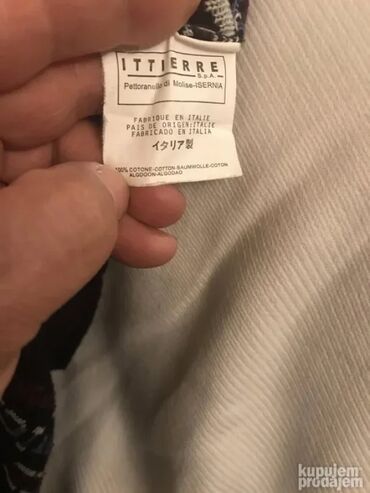 ITTIERRE
S.p.A.
Pettoranello di Molise-ISERNIA
FABRIQUE EN ITALIE
PAIS DE ORIGEN:ITALIE
FABRICADO EN ITALIA
イタリア製
100% COTONE-COTTON-BAUMWOLLE-COTON
ALGODON-ALGODAO
kupujem
prodajem